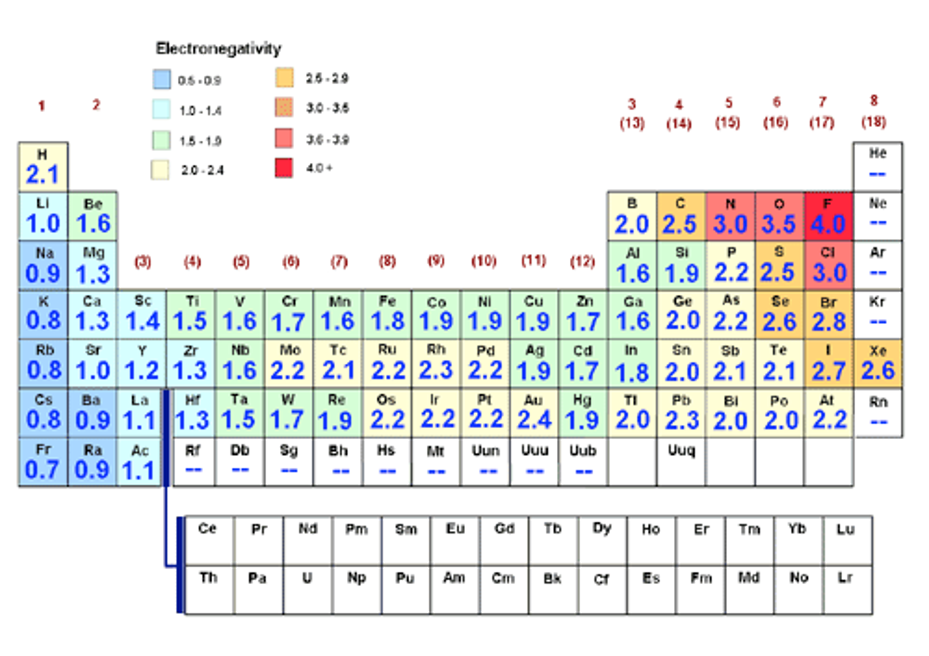 Electronegativity
0.5 - 0.9 2.5 - 2.9
1.0 - 1.4 3.0 - 3.5
1.5 - 1.9 3.6 - 3.9
2.0 - 2.4 4.0 +
1 2 3 4 5 6 7 8
(13) (14) (15) (16) (17) (18)
H He
2.1 --
Li Be B C N O F Ne
1.0 1.6 2.0 2.5 3.0 3.5 4.0 --
Na Mg (3) (4) (5) (6) (7) (8) (9) (10) (11) (12) Al Si P S Cl Ar
0.9 1.3 1.6 1.9 2.2 2.5 3.0 --
K Ca Sc Ti V Cr Mn Fe Co Ni Cu Zn Ga Ge As Se Br Kr
0.8 1.3 1.4 1.5 1.6 1.7 1.6 1.8 1.9 1.9 1.9 1.7 1.6 2.0 2.2 2.6 2.8 --
Rb Sr Y Zr Nb Mo Tc Ru Rh Pd Ag Cd In Sn Sb Te I Xe
0.8 1.0 1.2 1.3 1.6 2.2 2.1 2.2 2.3 2.2 1.9 1.7 1.8 2.0 2.1 2.1 2.7 2.6
Cs Ba La Hf Ta W Re Os Ir Pt Au Hg Tl Pb Bi Po At Rn
0.8 0.9 1.1 1.3 1.5 1.7 1.9 2.2 2.2 2.2 2.4 1.9 2.0 2.3 2.0 2.0 2.2 --
Fr Ra Ac Rf Db Sg Bh Hs Mt Uun Uuu Uub Uuq
0.7 0.9 1.1 -- -- -- -- -- -- -- -- --
Ce Pr Nd Pm Sm Eu Gd Tb Dy Ho Er Tm Yb Lu
Th Pa U Np Pu Am Cm Bk Cf Es Fm Md No Lr